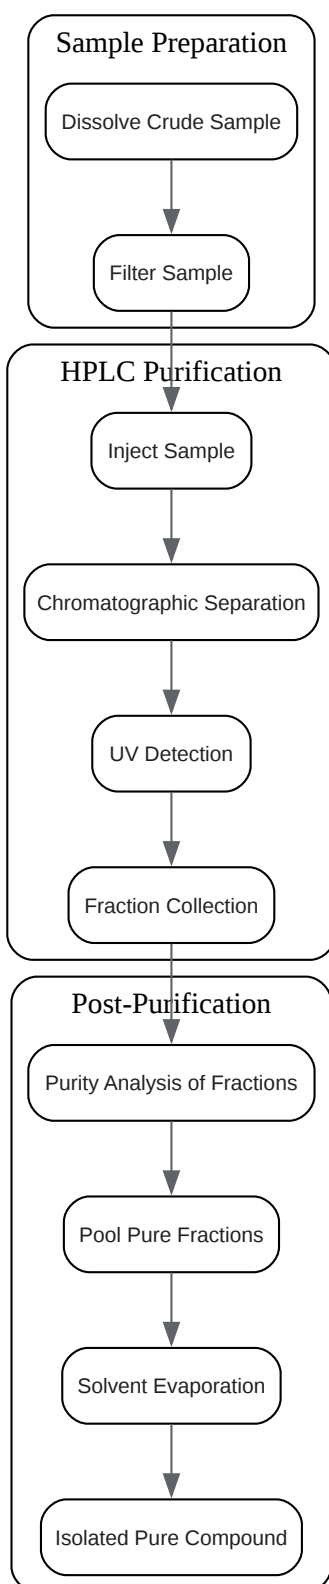 Sample Preparation
Dissolve Crude Sample
Filter Sample
HPLC Purification
Inject Sample
Chromatographic Separation
UV Detection
Fraction Collection
Post-Purification
Purity Analysis of Fractions
Pool Pure Fractions
Solvent Evaporation
Isolated Pure Compound